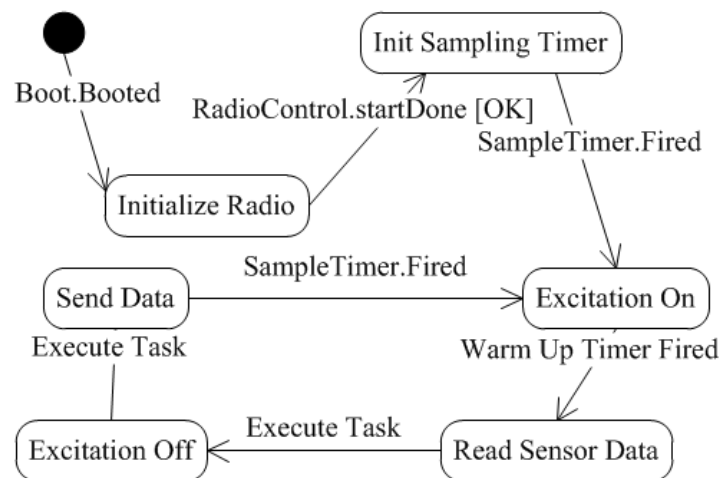 Init Sampling Timer
Boot.Booted
RadioControl.startDone [OK]
SampleTimer.Fired
Initialize Radio
SampleTimer.Fired
Send Data
Excitation On
Execute Task
Warm Up Timer Fired
Execute Task
Excitation Off
Read Sensor Data